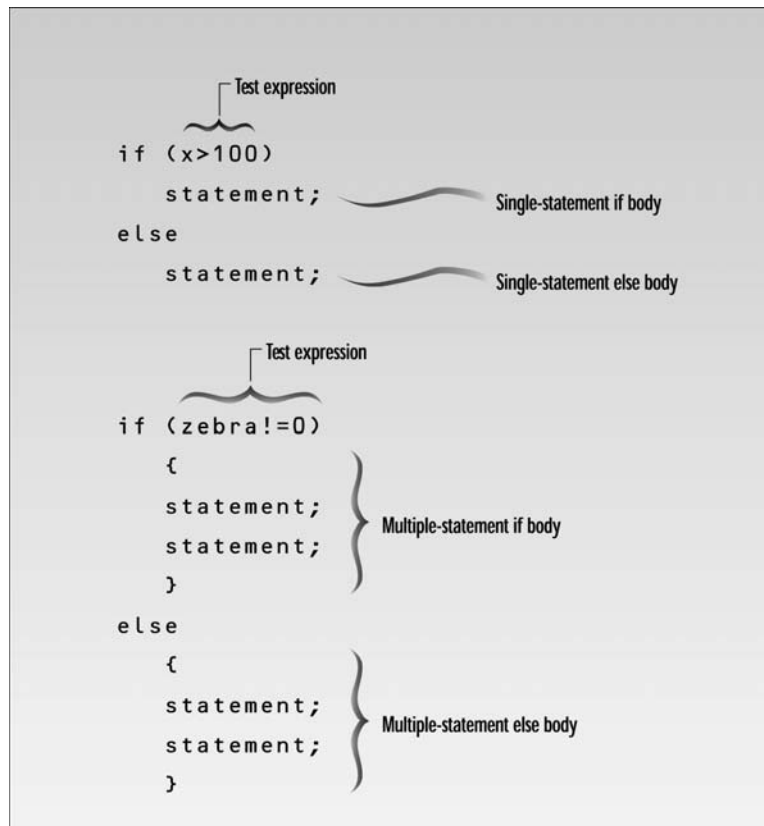 Test expression
if (x>100)
statement; Single-statement if body
else
statement; Single-statement else body
Test expression
if (zebra!=0)
{
statement;
statement;
} Multiple-statement if body
else
{
statement;
statement;
} Multiple-statement else body